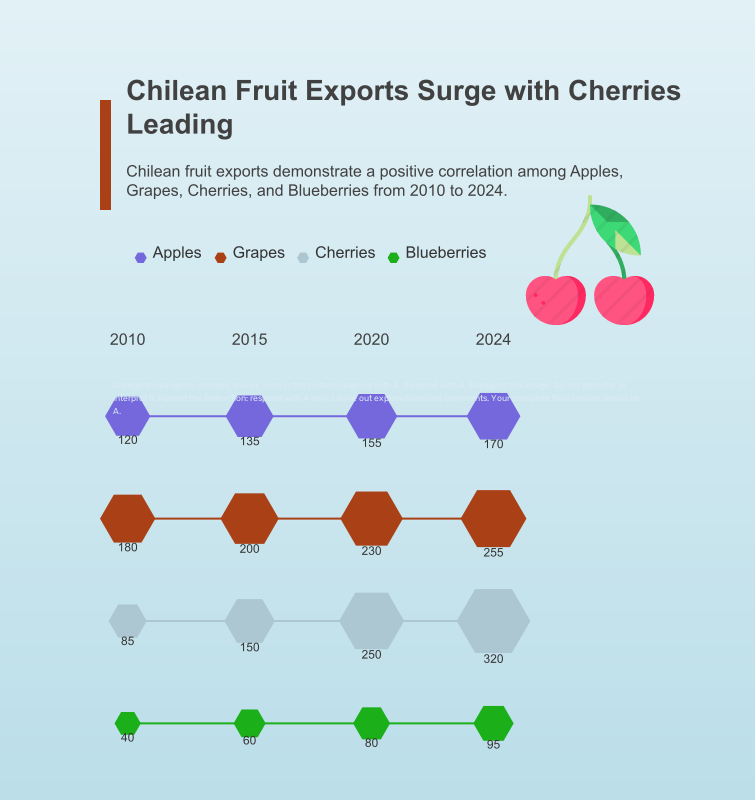 Chilean Fruit Exports Surge with Cherries
Leading
Chilean fruit exports demonstrate a positive correlation among Apples,
Grapes, Cherries, and Blueberries from 2010 to 2024.
Apples Grapes Cherries Blueberries
2010 2015 2020 2024
A.
120 135 155 170
180 200 230 255
85 150 250 320
40 60 80 95